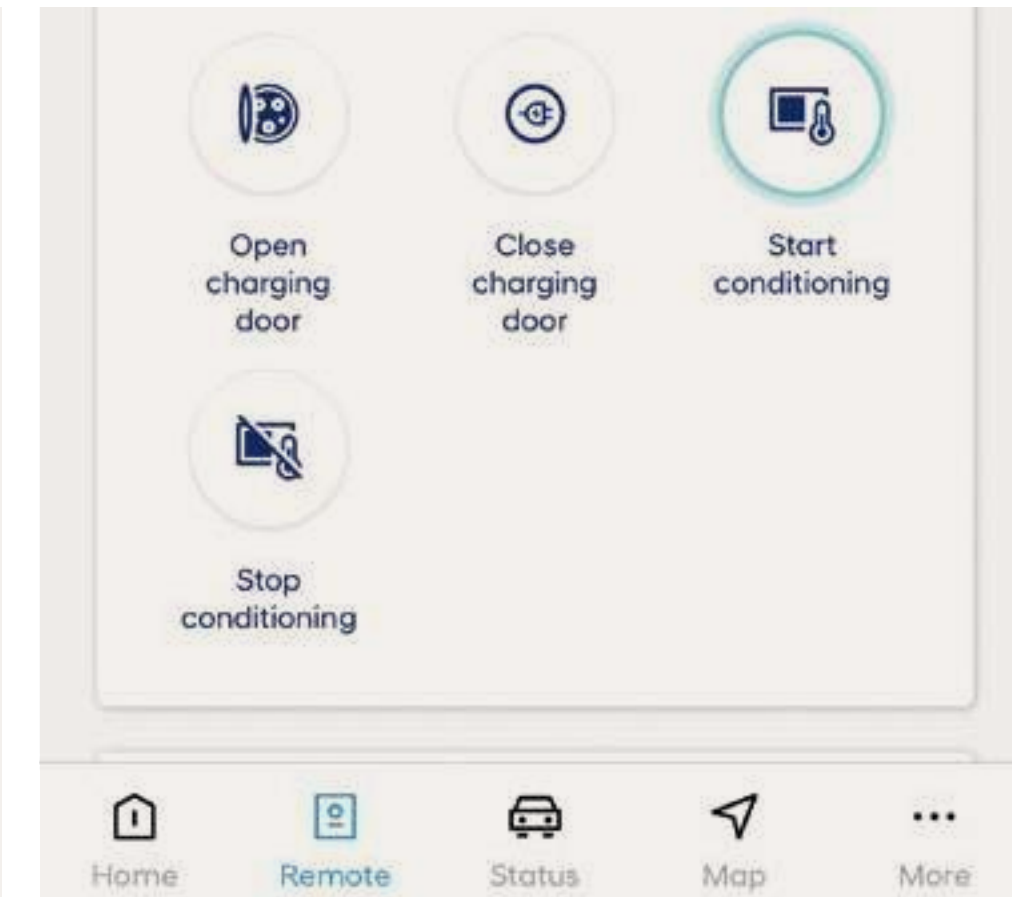 Open
charging
door
Close
charging
door
Start
conditioning
Stop
conditioning
Home
Remote
Status
Map
More